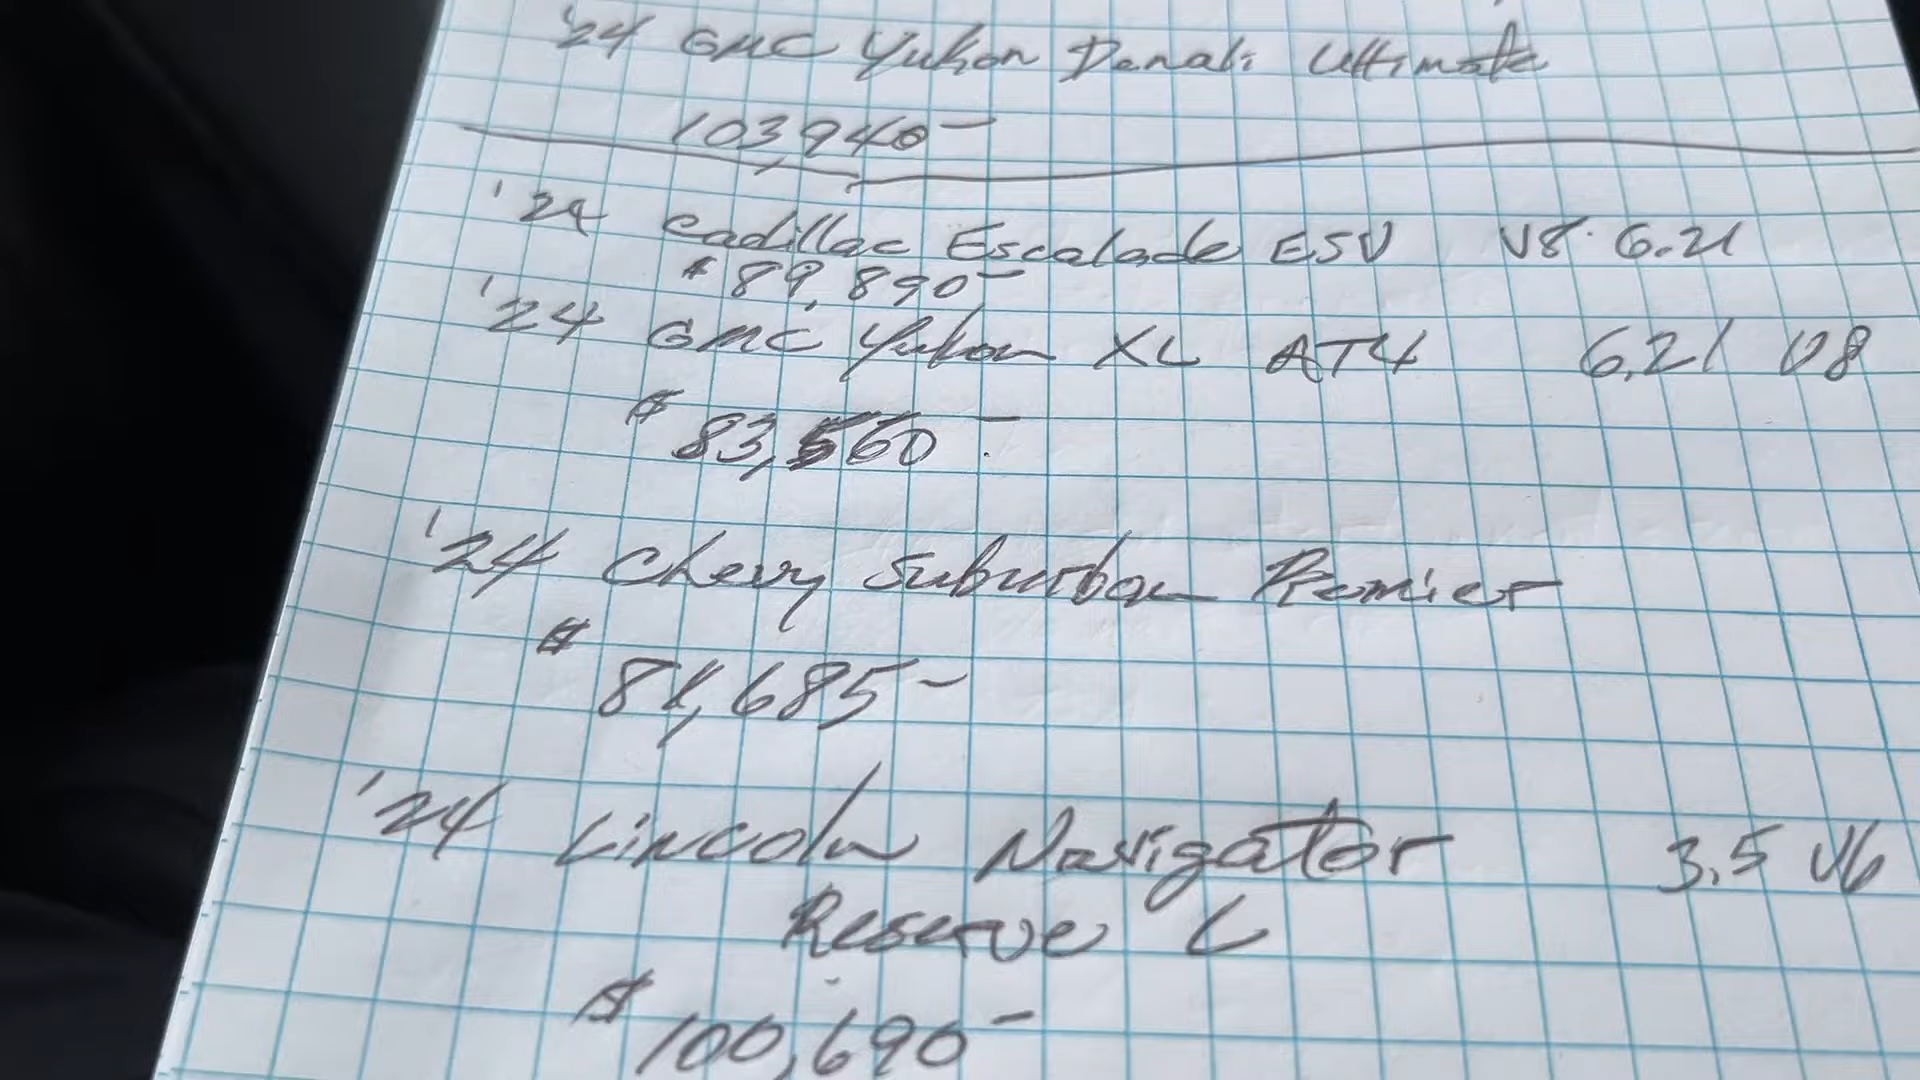 '24 GMC Yukon Denali Ultimate
103,940-
'24 Cadillac Escalade ESV V8 6.2l
$89,890-
'24 GMC Yukon XL AT4 6.2l V8
$83,560-
'24 Chevy Suburban Premier
$81,685-
'24 Lincoln Navigator 3.5 V6
Reserve L
$100,690-